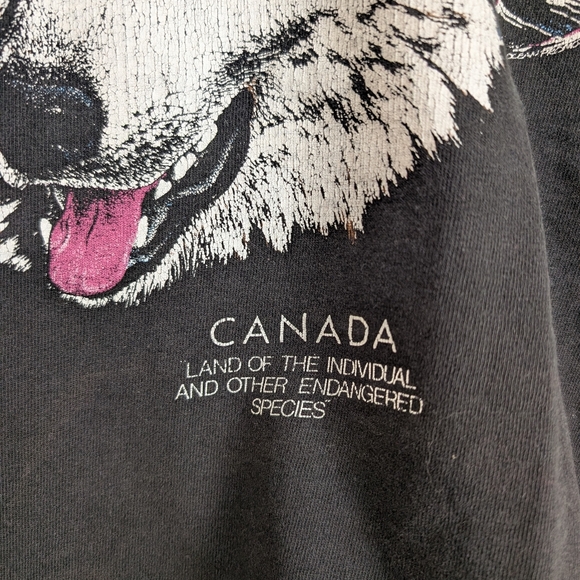 CANADA
"LAND OF THE INDIVIDUAL
AND OTHER ENDANGERED
SPECIES"